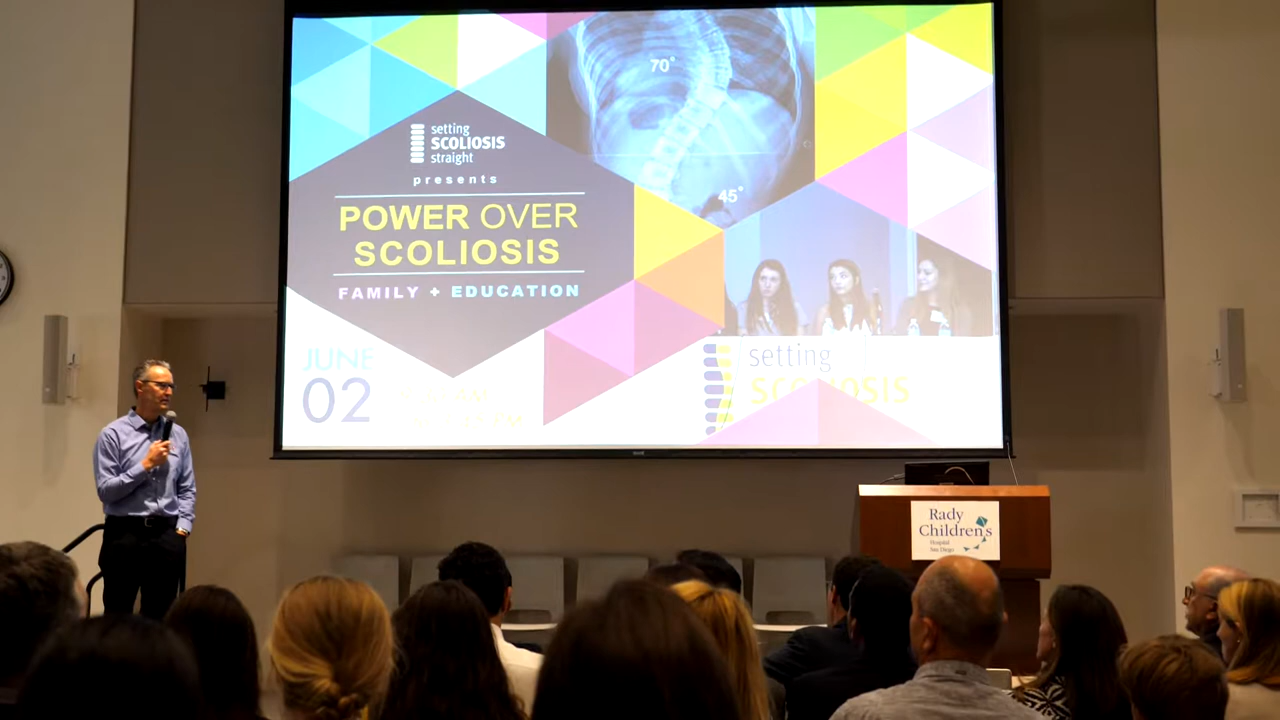 70°
45°
setting
SCOLIOSIS
straight
presents
POWER OVER
SCOLIOSIS
FAMILY + EDUCATION
JUNE
02
setting
SCOLIOSIS
Rady
Children's
Hospital
San Diego